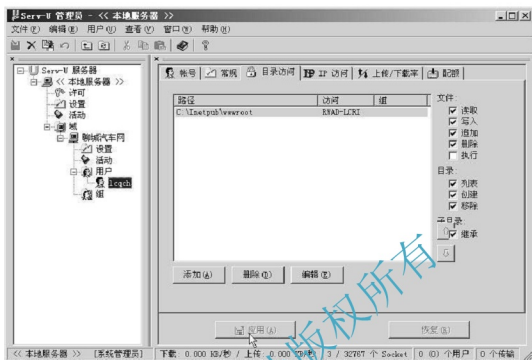 Serv-U 管理员 - << 本地服务器 >>
文件(F) 编辑(E) 用户(U) 查看(V) 窗口(W) 帮助(H)
Serv-U 服务器
<< 本地服务器 >>
许可
设置
活动
域
聊城汽车网
设置
活动
用户
lcqch
组
帐号 常规 目录访问 IP 访问 上传/下载率 配额
路径 访问 组
C:\Inetpub\wwwroot RWAD-LCRI
文件:
读取
写入
追加
删除
执行
目录:
列表
创建
移除
子目录:
继承
添加(A) 删除(D) 编辑(E)
应用(A) 恢复(R)
版权所有
<< 本地服务器 >> [系统管理员] 下载: 0.000 KB/秒 / 上传: 0.000 KB/秒 3 / 32767 个 Socket 0 (0) 个用户 0 个传输